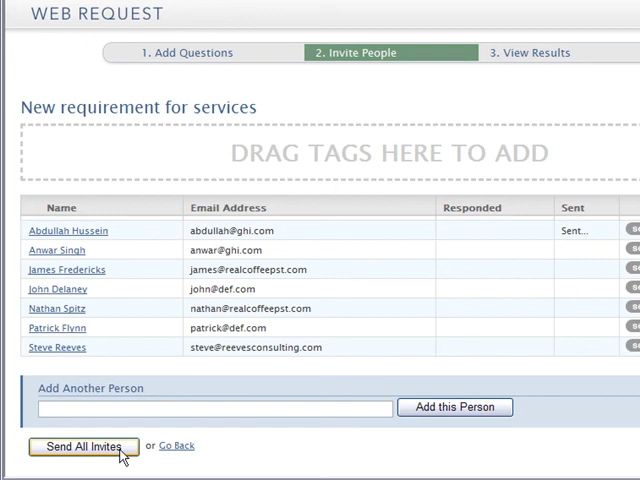 WEB REQUEST
1. Add Questions 2. Invite People 3. View Results
New requirement for services
DRAG TAGS HERE TO ADD
Name Email Address Responded Sent
Abdullah Hussein abdullah@ghi.com Sent...
Anwar Singh anwar@ghi.com
James Fredericks james@realcoffeepst.com
John Delaney john@def.com
Nathan Spitz nathan@realcoffeepst.com
Patrick Flynn patrick@def.com
Steve Reeves steve@reevesconsulting.com
Add Another Person
Add this Person
Send All Invites or Go Back